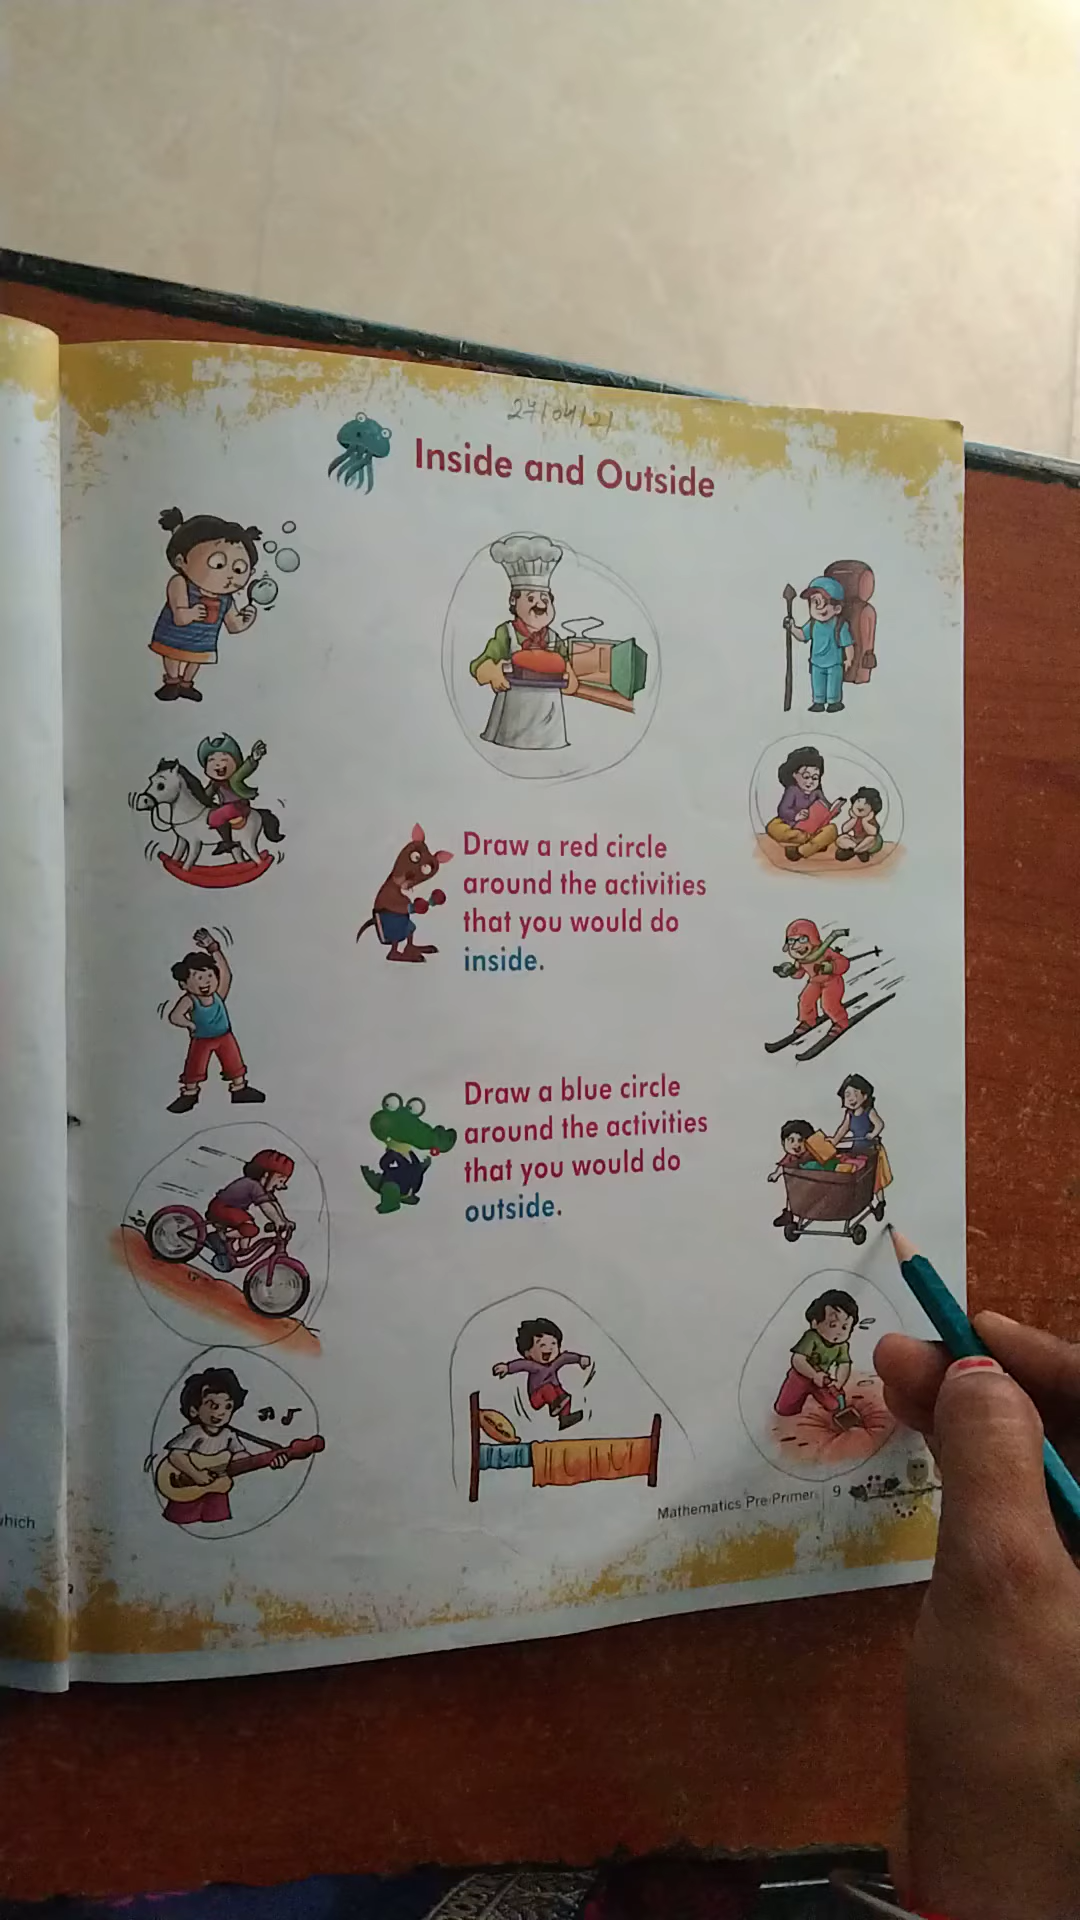 27/04/21
Inside and Outside
Draw a red circle
around the activities
that you would do
inside.
Draw a blue circle
around the activities
that you would do
outside.
Mathematics Pre-Primer 9
which